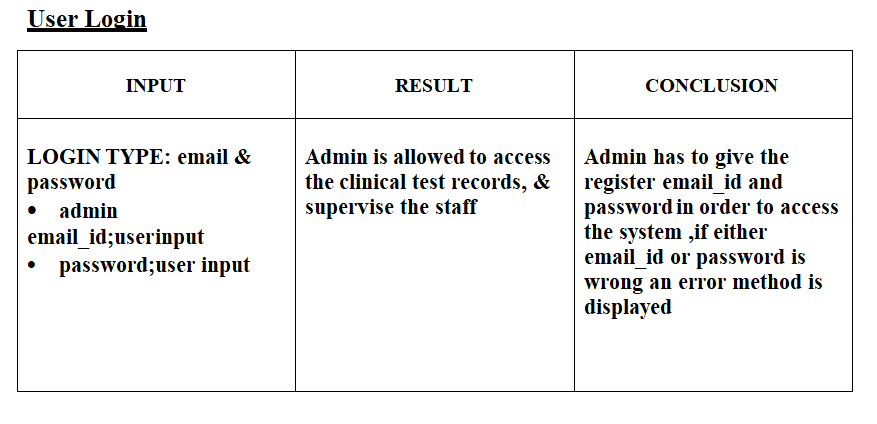 User Login
INPUT
RESULT
CONCLUSION
LOGIN TYPE: email &
password
• admin
email_id;userinput
• password;user input
Admin is allowed to access
the clinical test records, &
supervise the staff
Admin has to give the
register email_id and
password in order to access
the system ,if either
email_id or password is
wrong an error method is
displayed